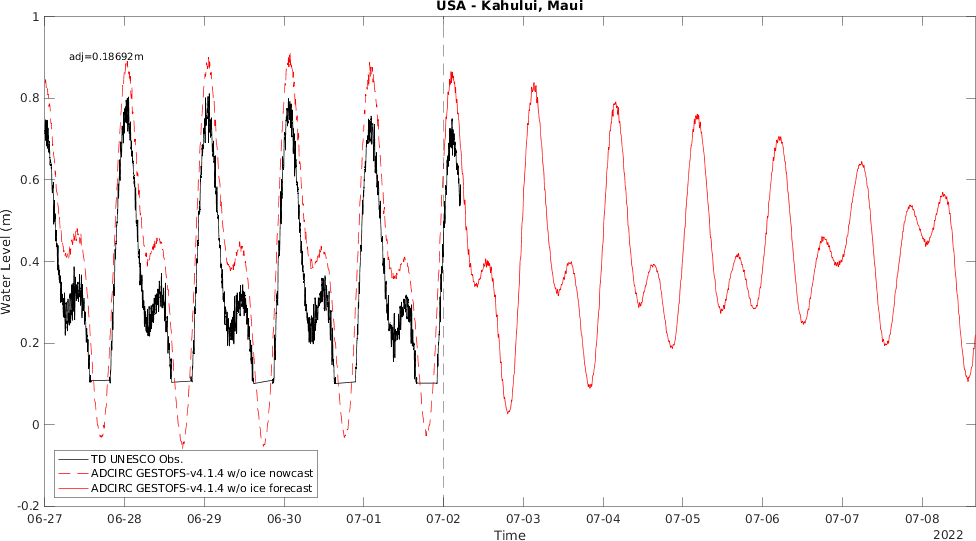 USA - Kahului, Maui
adj=0.18692m
1
0.8
0.6
0.4
0.2
0
-0.2
Water Level (m)
TD UNESCO Obs.
ADCIRC GESTOFS-v4.1.4 w/o ice nowcast
ADCIRC GESTOFS-v4.1.4 w/o ice forecast
06-27 06-28 06-29 06-30 07-01 07-02 07-03 07-04 07-05 07-06 07-07 07-08
Time
2022